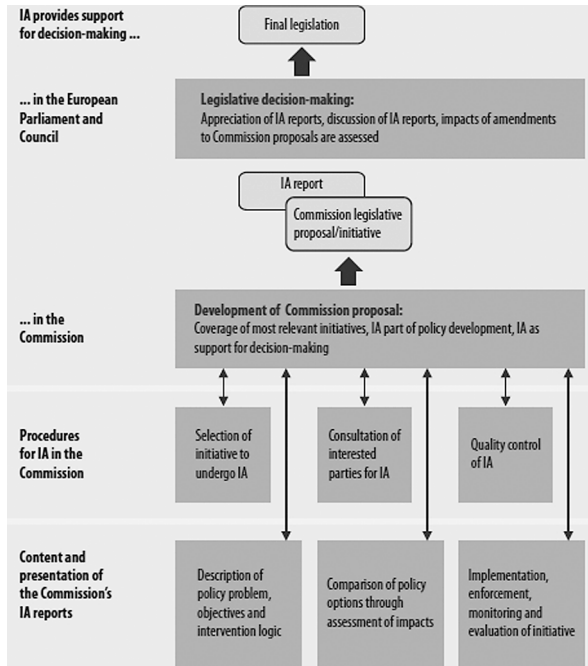 IA provides support
for decision-making ...
Final legislation
... in the European
Parliament and
Council
Legislative decision-making:
Appreciation of IA reports, discussion of IA reports, impacts of amendments
to Commission proposals are assessed
IA report
Commission legislative
proposal/initiative
... in the
Commission
Development of Commission proposal:
Coverage of most relevant initiatives, IA part of policy development, IA as
support for decision-making
Procedures
for IA in the
Commission
Selection of
initiative to
undergo IA
Consultation of
interested
parties for IA
Quality control
of IA
Content and
presentation of
the Commission's
IA reports
Description of
policy problem,
objectives and
intervention logic
Comparison of policy
options through
assessment of impacts
Implementation,
enforcement,
monitoring and
evaluation of initiative